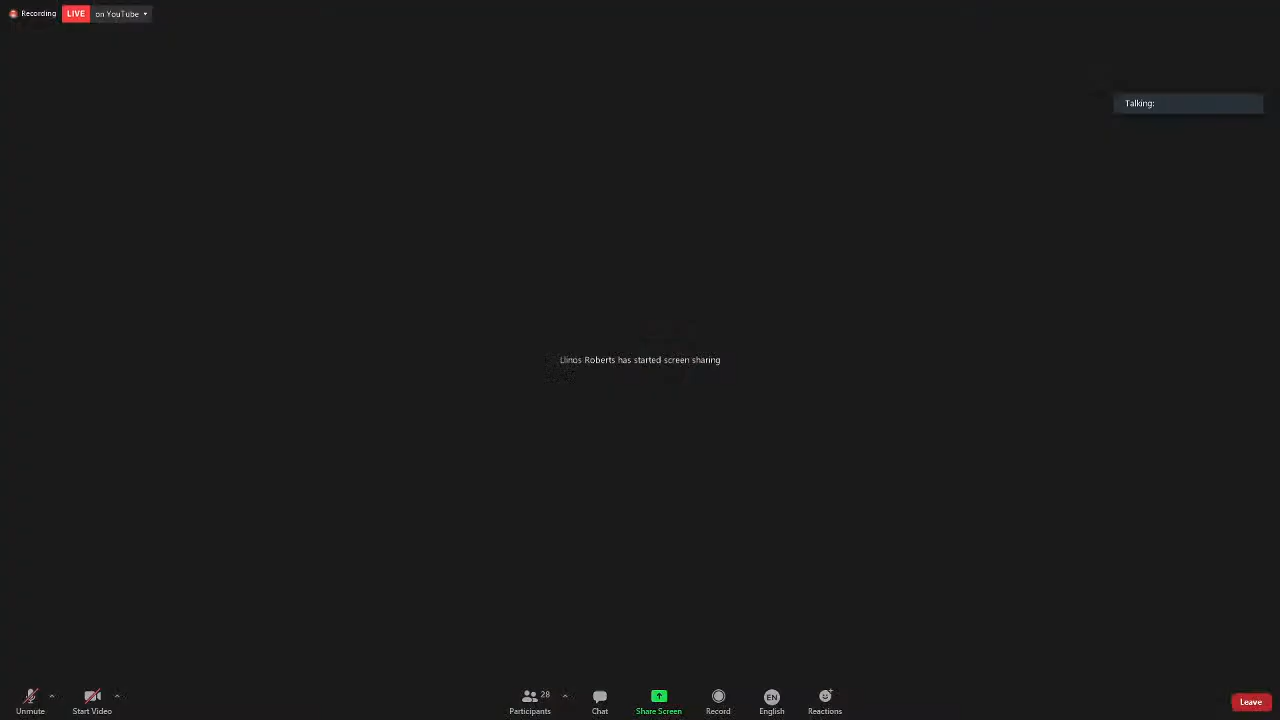 Recording LIVE on YouTube
Talking:
Llinos Roberts has started screen sharing
28
EN
Unmute Start Video Participants Chat Share Screen Record English Reactions Leave